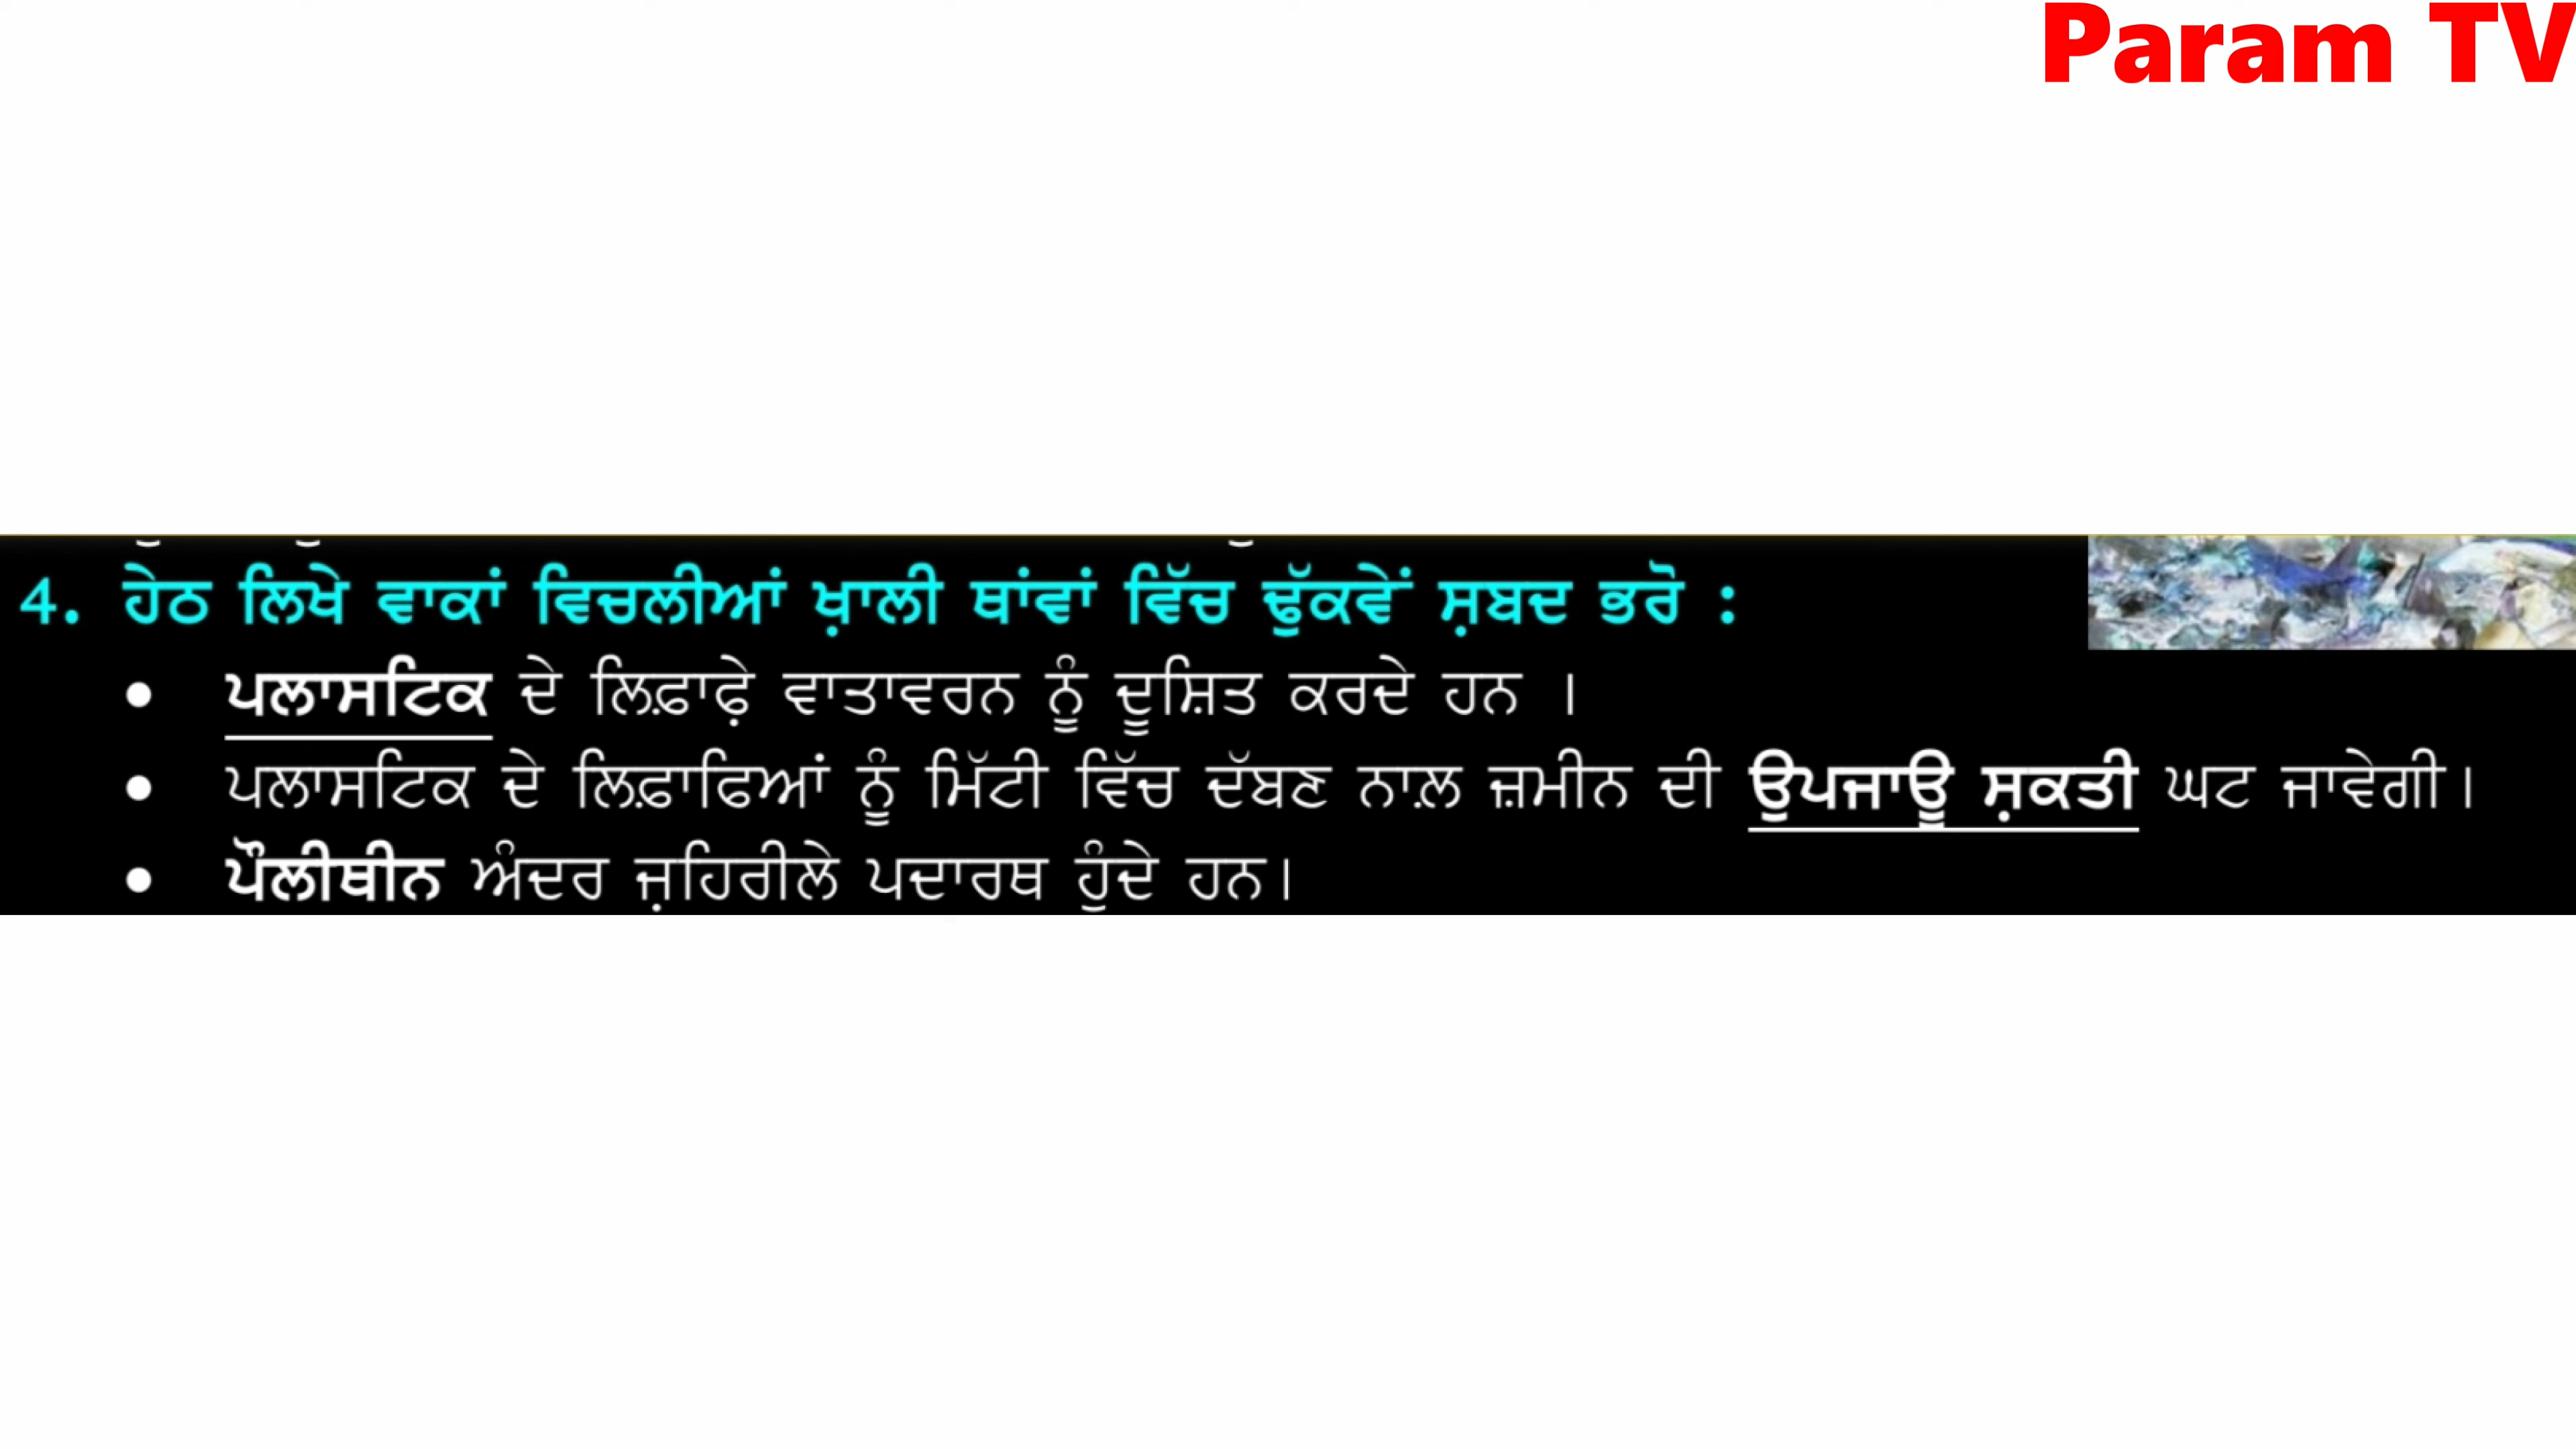 Param TV
4. ਹੇਠ ਲਿਖੇ ਵਾਕਾਂ ਵਿਚਲੀਆਂ ਖ਼ਾਲੀ ਥਾਂਵਾਂ ਵਿੱਚ ਢੁੱਕਵੇਂ ਸ਼ਬਦ ਭਰੋ :
• ਪਲਾਸਟਿਕ ਦੇ ਲਿਫ਼ਾਫ਼ੇ ਵਾਤਾਵਰਨ ਨੂੰ ਦੂਸ਼ਿਤ ਕਰਦੇ ਹਨ ।
• ਪਲਾਸਟਿਕ ਦੇ ਲਿਫ਼ਾਫਿਆਂ ਨੂੰ ਮਿੱਟੀ ਵਿੱਚ ਦੱਬਣ ਨਾਲ਼ ਜ਼ਮੀਨ ਦੀ ਉਪਜਾਊ ਸ਼ਕਤੀ ਘਟ ਜਾਵੇਗੀ।
• ਪੌਲੀਥੀਨ ਅੰਦਰ ਜ਼ਹਿਰੀਲੇ ਪਦਾਰਥ ਹੁੰਦੇ ਹਨ।